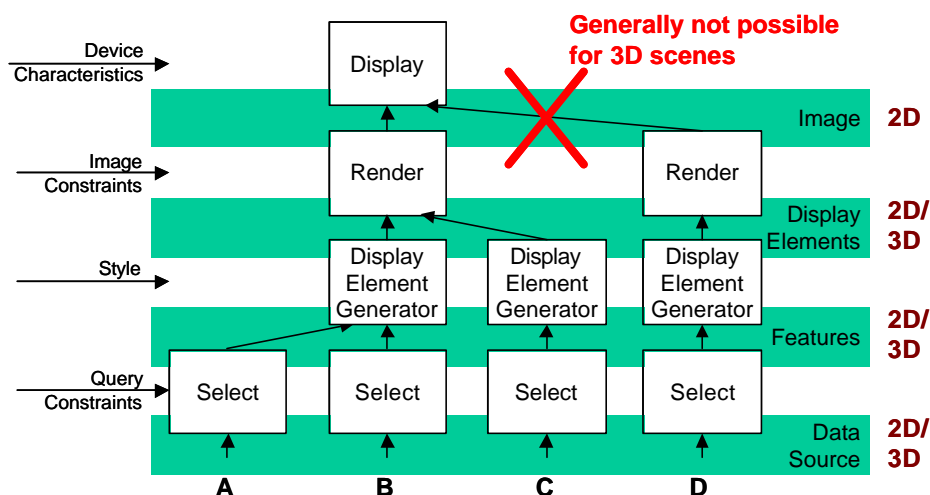 Generally not possible
for 3D scenes
Device
Characteristics
Display
Image
2D
Image
Constraints
Render
Render
Display
Elements
2D/
3D
Style
Display
Element
Generator
Display
Element
Generator
Display
Element
Generator
Features
2D/
3D
Query
Constraints
Select
Select
Select
Select
Data
Source
2D/
3D
A
B
C
D